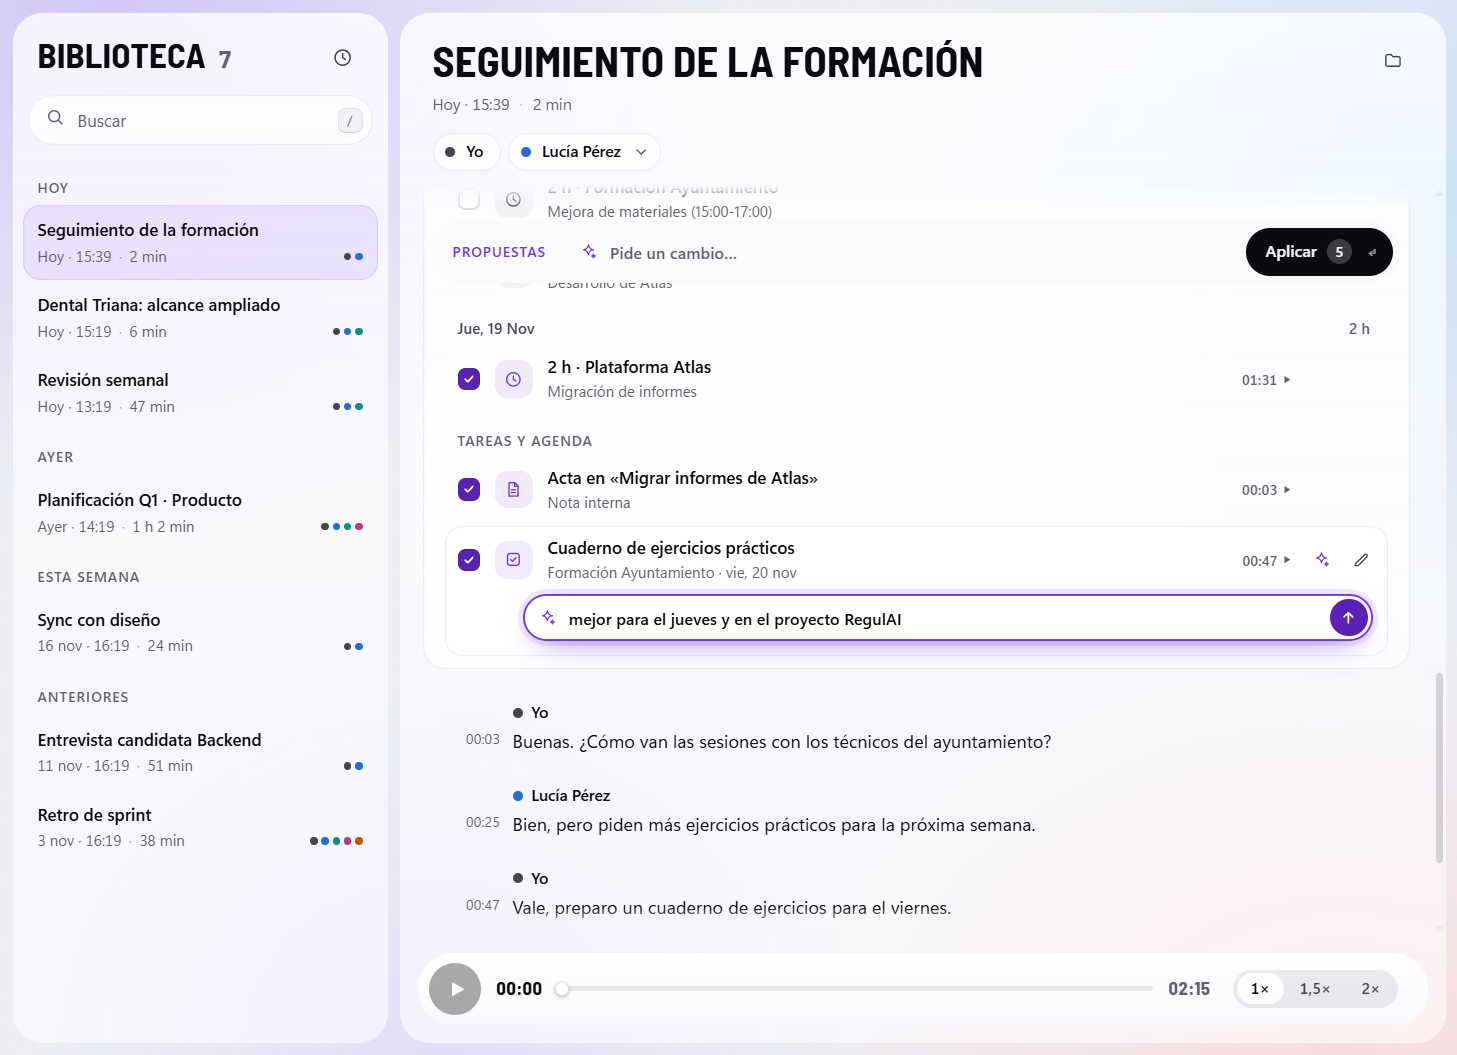 BIBLIOTECA 7
Buscar /
HOY
Seguimiento de la formación
Hoy · 15:39 · 2 min
Dental Triana: alcance ampliado
Hoy · 15:19 · 6 min
Revisión semanal
Hoy · 13:19 · 47 min
AYER
Planificación Q1 · Producto
Ayer · 14:19 · 1 h 2 min
ESTA SEMANA
Sync con diseño
16 nov · 16:19 · 24 min
ANTERIORES
Entrevista candidata Backend
11 nov · 16:19 · 51 min
Retro de sprint
3 nov · 16:19 · 38 min
SEGUIMIENTO DE LA FORMACIÓN
Hoy · 15:39 · 2 min
Yo Lucía Pérez
2 h · Formación Ayuntamiento
Mejora de materiales (15:00-17:00)
PROPUESTAS Pide un cambio... Aplicar 5
Desarrollo de Atlas
Jue, 19 Nov 2 h
2 h · Plataforma Atlas 01:31
Migración de informes
TAREAS Y AGENDA
Acta en «Migrar informes de Atlas» 00:03
Nota interna
Cuaderno de ejercicios prácticos 00:47
Formación Ayuntamiento · vie, 20 nov
mejor para el jueves y en el proyecto RegulAI
Yo
00:03 Buenas. ¿Cómo van las sesiones con los técnicos del ayuntamiento?
Lucía Pérez
00:25 Bien, pero piden más ejercicios prácticos para la próxima semana.
Yo
00:47 Vale, preparo un cuaderno de ejercicios para el viernes.
00:00 02:15 1× 1,5× 2×